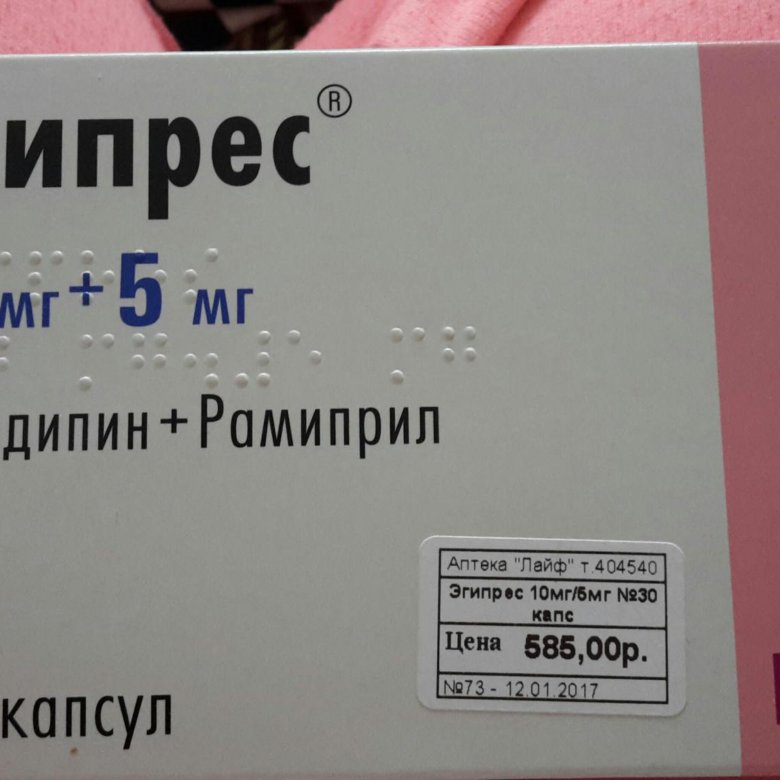 ипрес®
мг+5 мг
дипин+Рамиприл
капсул
Аптека "Лайф" т.404540
Эгипрес 10мг/5мг №30
капс
Цена 585,00р.
№73 - 12.01.2017